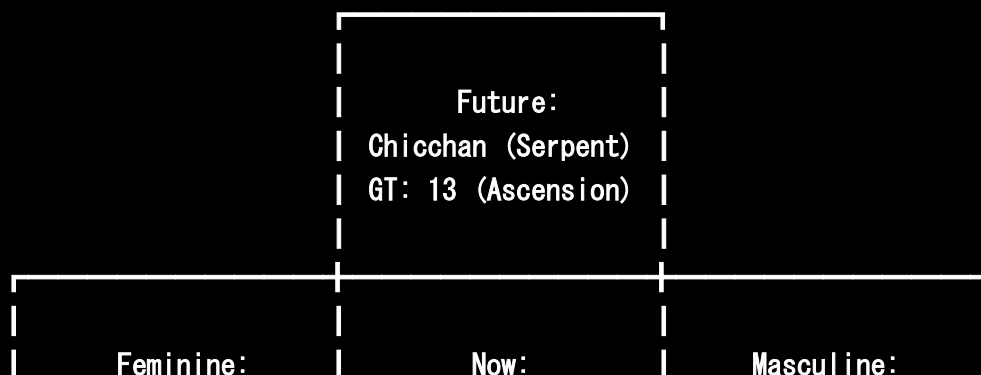 Future:
Chicchan (Serpent)
GT: 13 (Ascension)
Feminine: Now: Masculine: